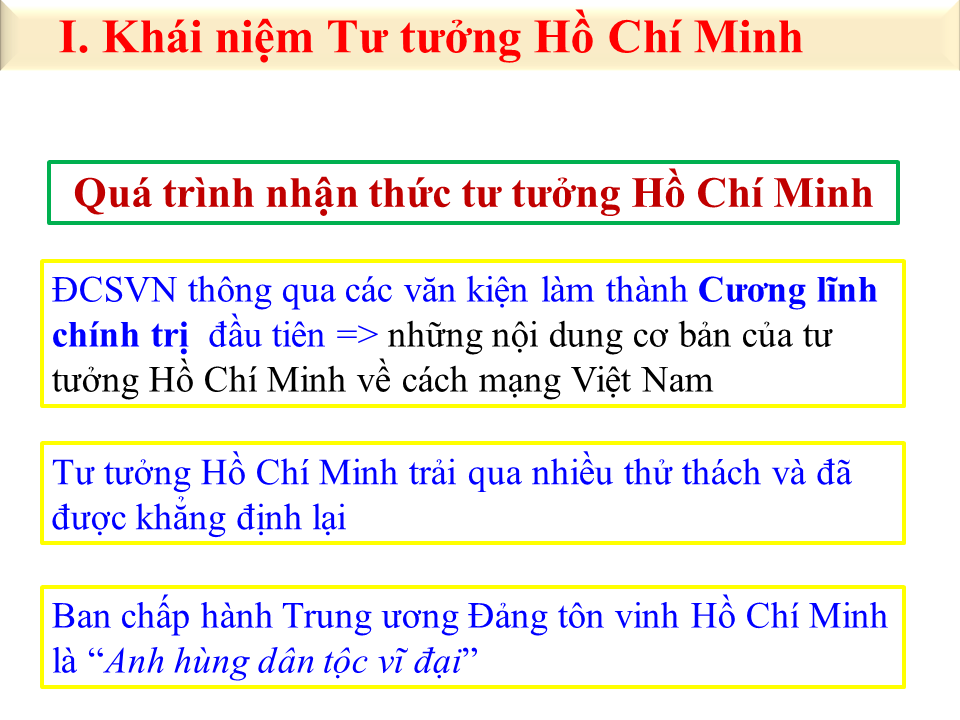 I. Khái niệm Tư tưởng Hồ Chí Minh
Quá trình nhận thức tư tưởng Hồ Chí Minh
ĐCSVN thông qua các văn kiện làm thành Cương lĩnh
chính trị đầu tiên => những nội dung cơ bản của tư
tưởng Hồ Chí Minh về cách mạng Việt Nam
Tư tưởng Hồ Chí Minh trải qua nhiều thử thách và đã
được khẳng định lại
Ban chấp hành Trung ương Đảng tôn vinh Hồ Chí Minh
là “Anh hùng dân tộc vĩ đại”